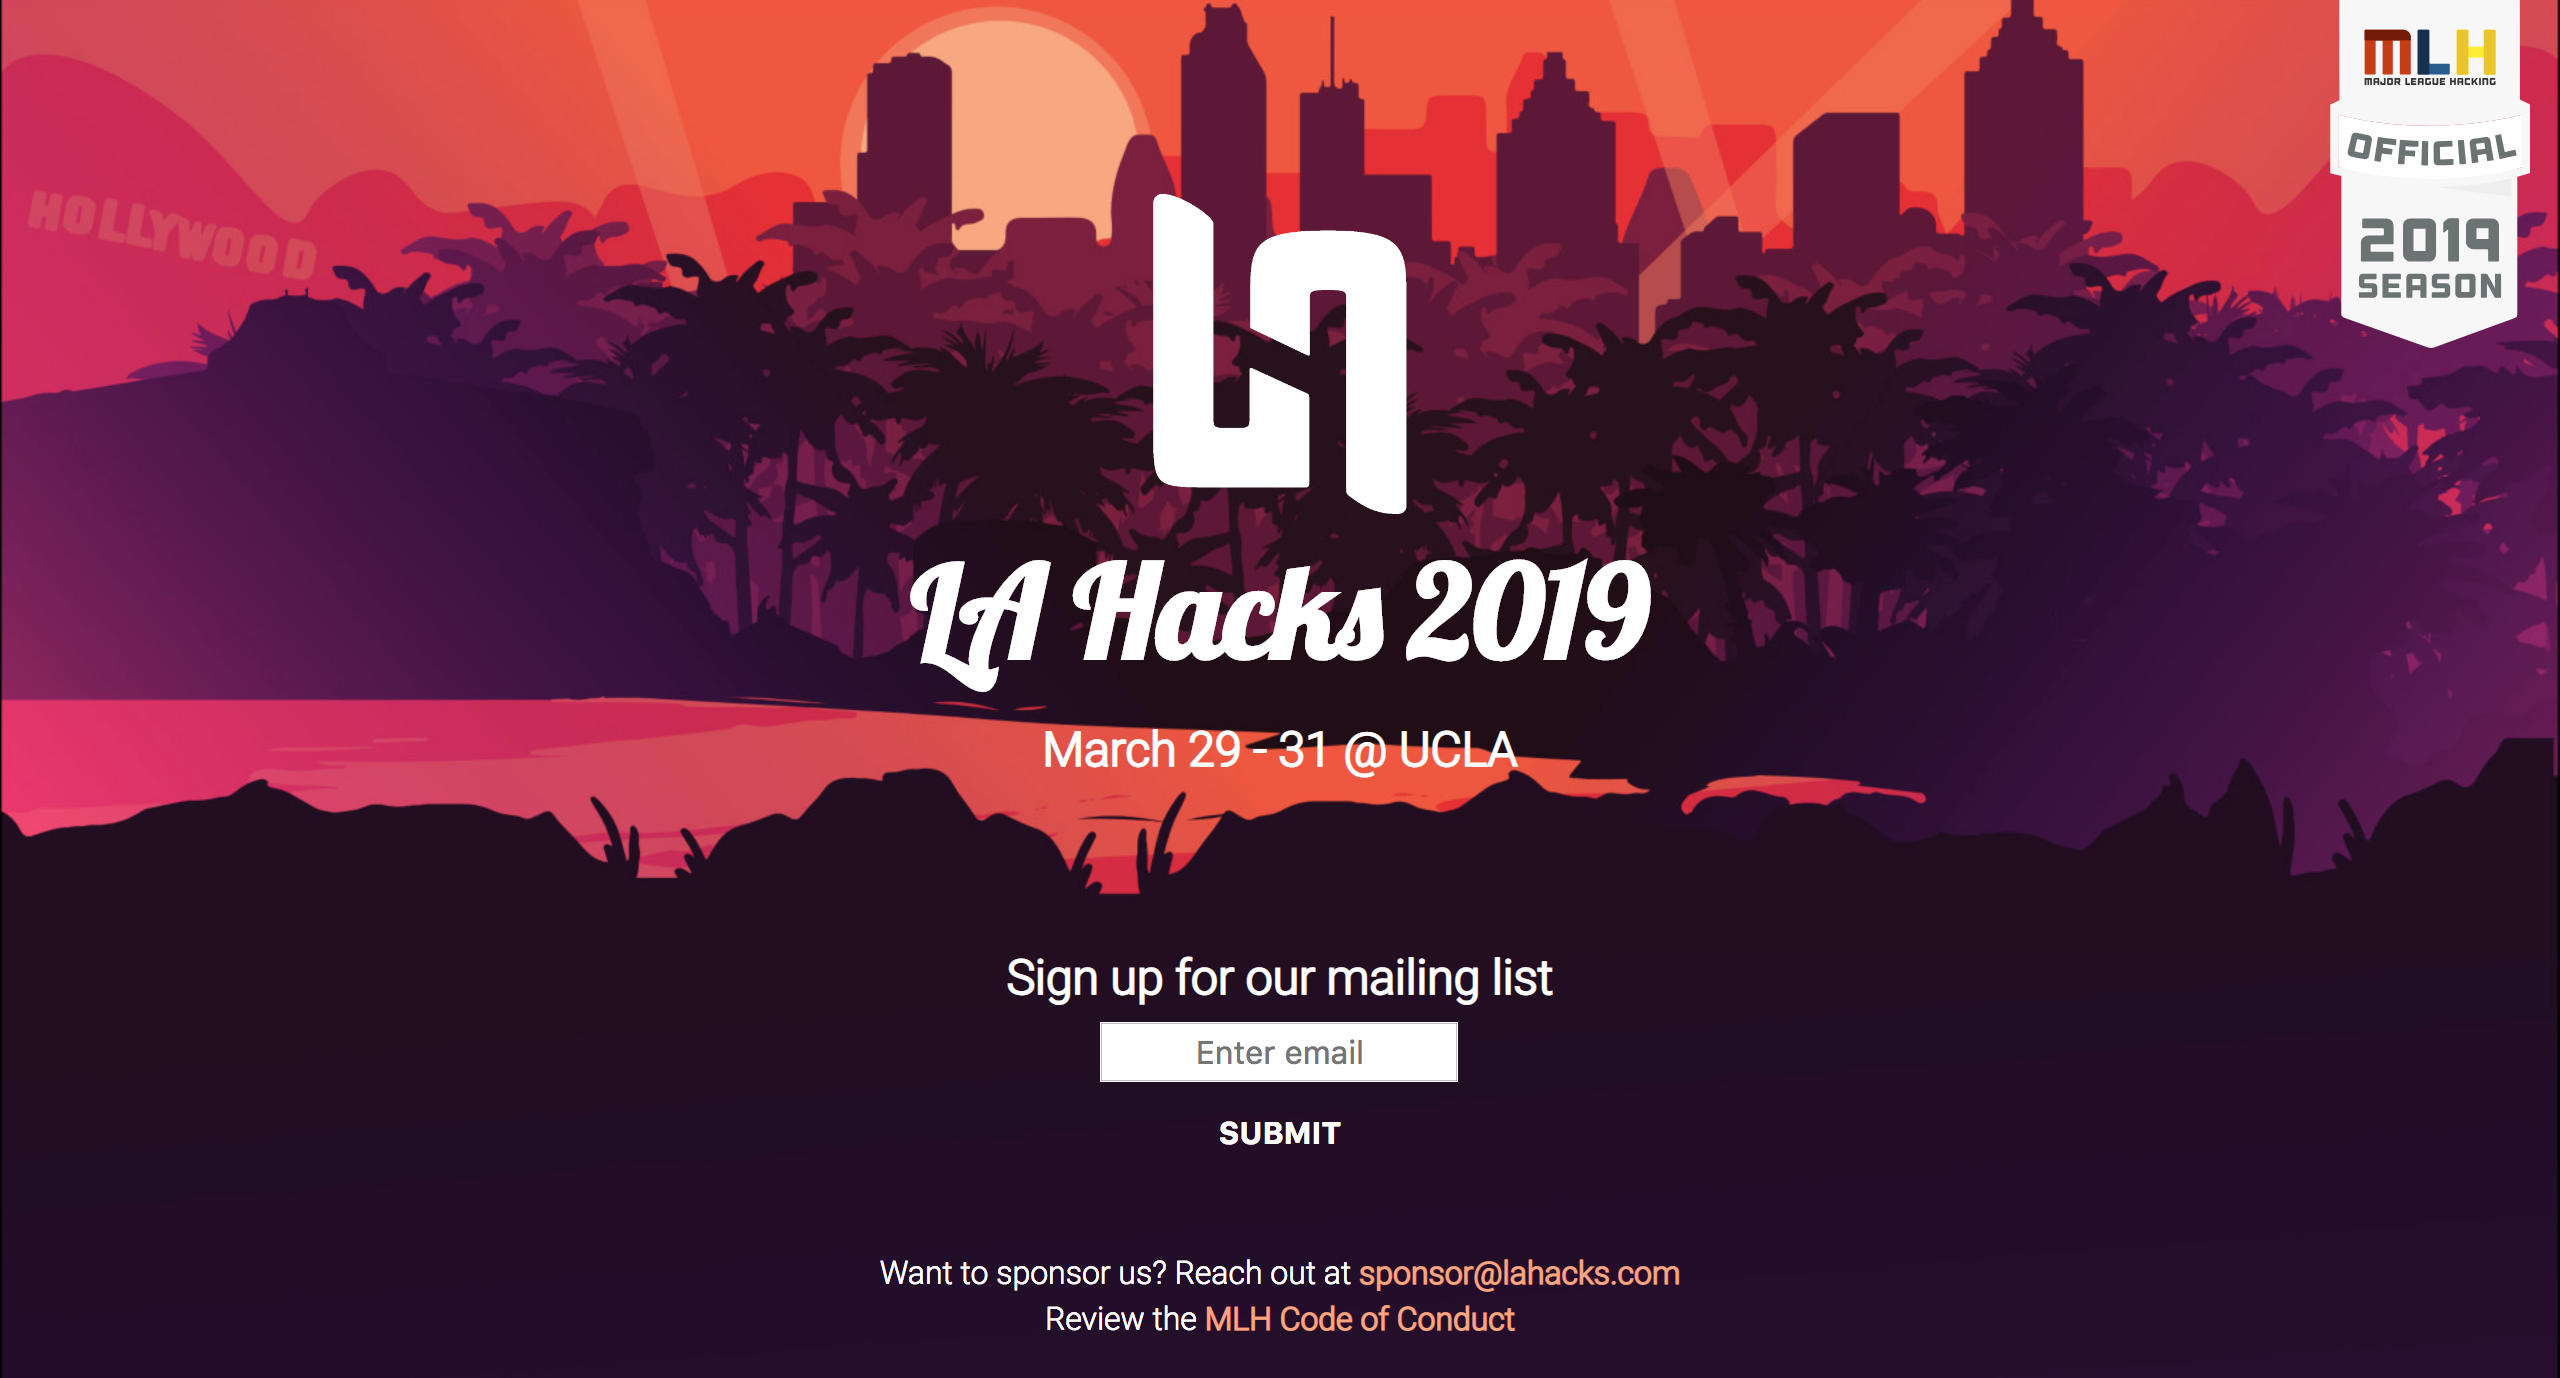 HOLLYWOOD
MLH
MAJOR LEAGUE HACKING
OFFICIAL
2019
SEASON
LA
LA Hacks 2019
March 29 - 31 @ UCLA
Sign up for our mailing list
Enter email
SUBMIT
Want to sponsor us? Reach out at sponsor@lahacks.com
Review the MLH Code of Conduct